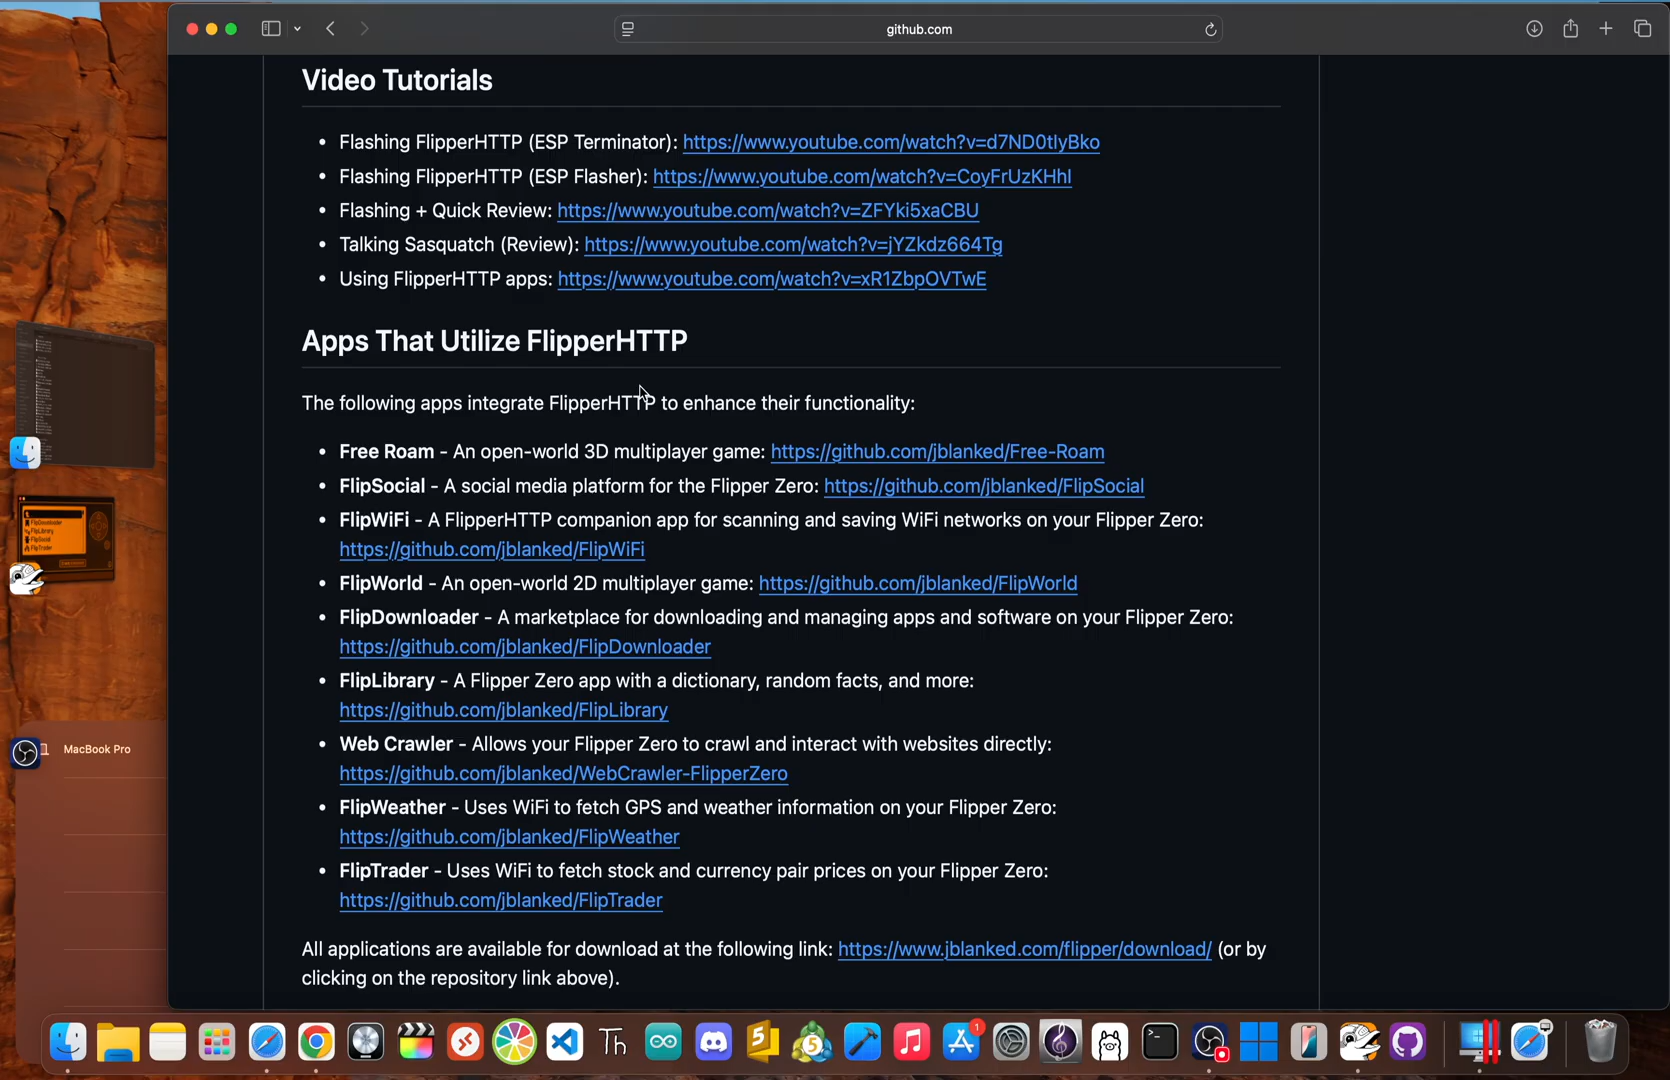 github.com
Video Tutorials
• Flashing FlipperHTTP (ESP Terminator): https://www.youtube.com/watch?v=d7ND0tlyBko
• Flashing FlipperHTTP (ESP Flasher): https://www.youtube.com/watch?v=CoyFrUzKHhI
• Flashing + Quick Review: https://www.youtube.com/watch?v=ZFYki5xaCBU
• Talking Sasquatch (Review): https://www.youtube.com/watch?v=jYZkdz664Tg
• Using FlipperHTTP apps: https://www.youtube.com/watch?v=xR1ZbpOVTwE
Apps That Utilize FlipperHTTP
The following apps integrate FlipperHTTP to enhance their functionality:
• Free Roam - An open-world 3D multiplayer game: https://github.com/jblanked/Free-Roam
• FlipSocial - A social media platform for the Flipper Zero: https://github.com/jblanked/FlipSocial
• FlipWiFi - A FlipperHTTP companion app for scanning and saving WiFi networks on your Flipper Zero:
https://github.com/jblanked/FlipWiFi
• FlipWorld - An open-world 2D multiplayer game: https://github.com/jblanked/FlipWorld
• FlipDownloader - A marketplace for downloading and managing apps and software on your Flipper Zero:
https://github.com/jblanked/FlipDownloader
• FlipLibrary - A Flipper Zero app with a dictionary, random facts, and more:
https://github.com/jblanked/FlipLibrary
• Web Crawler - Allows your Flipper Zero to crawl and interact with websites directly:
https://github.com/jblanked/WebCrawler-FlipperZero
• FlipWeather - Uses WiFi to fetch GPS and weather information on your Flipper Zero:
https://github.com/jblanked/FlipWeather
• FlipTrader - Uses WiFi to fetch stock and currency pair prices on your Flipper Zero:
https://github.com/jblanked/FlipTrader
All applications are available for download at the following link: https://www.jblanked.com/flipper/download/ (or by
clicking on the repository link above).
FlipDownloader
FlipLibrary
FlipSocial
FlipTrader
MacBook Pro
Th
5
5
1